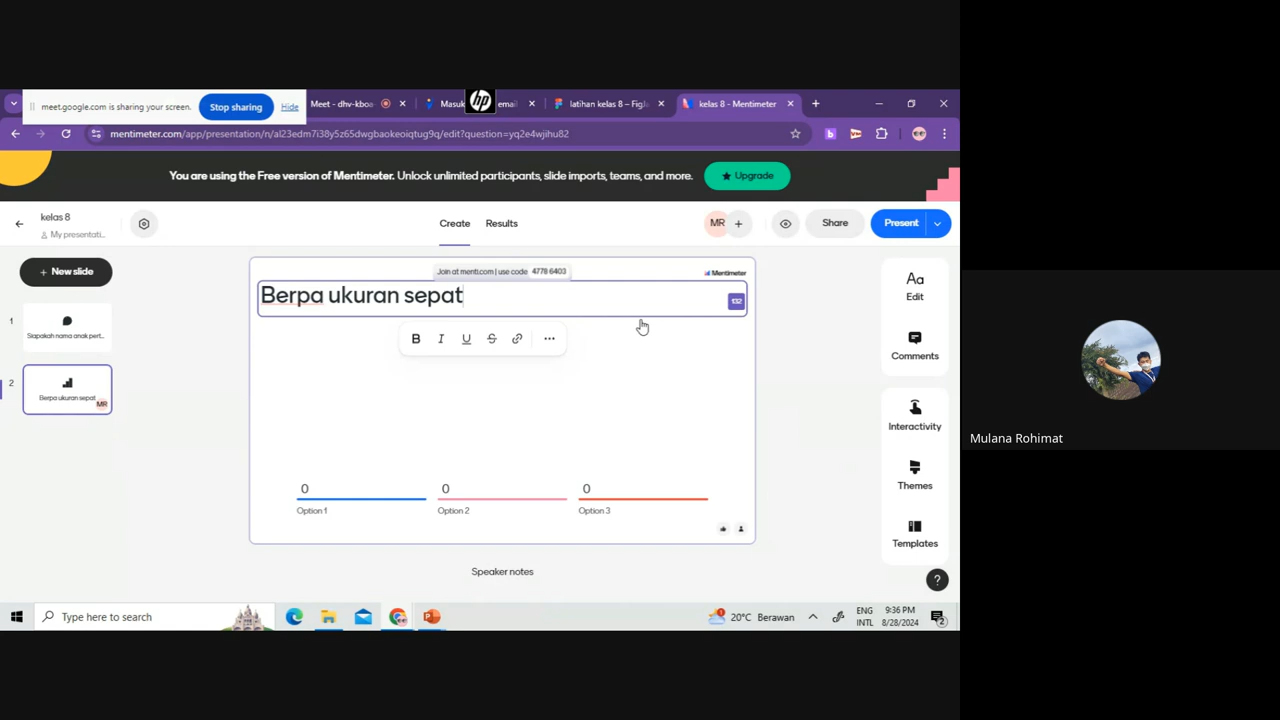 meet.google.com is sharing your screen.
Stop sharing
Hide
Meet - dhv-kboa-
Masuk
hp
email
latihan kelas 8 – FigJa
kelas 8 - Mentimeter
mentimeter.com/app/presentation/n/al23edm7i38y5z65dwgbaokeoiqtug9q/edit?question=yq2e4wjihu82
You are using the Free version of Mentimeter. Unlock unlimited participants, slide imports, teams, and more.
Upgrade
kelas 8
My presentati...
Create
Results
MR
Share
Present
New slide
1
Siapakah nama anak pert...
2
Berpa ukuran sepat
MR
Join at menti.com | use code 4778 6403
Mentimeter
Berpa ukuran sepat
132
B I U S
0
Option 1
0
Option 2
0
Option 3
Speaker notes
Aa
Edit
Comments
Interactivity
Themes
Templates
?
Type here to search
20°C Berawan
ENG
INTL
9:36 PM
8/28/2024
2
Mulana Rohimat